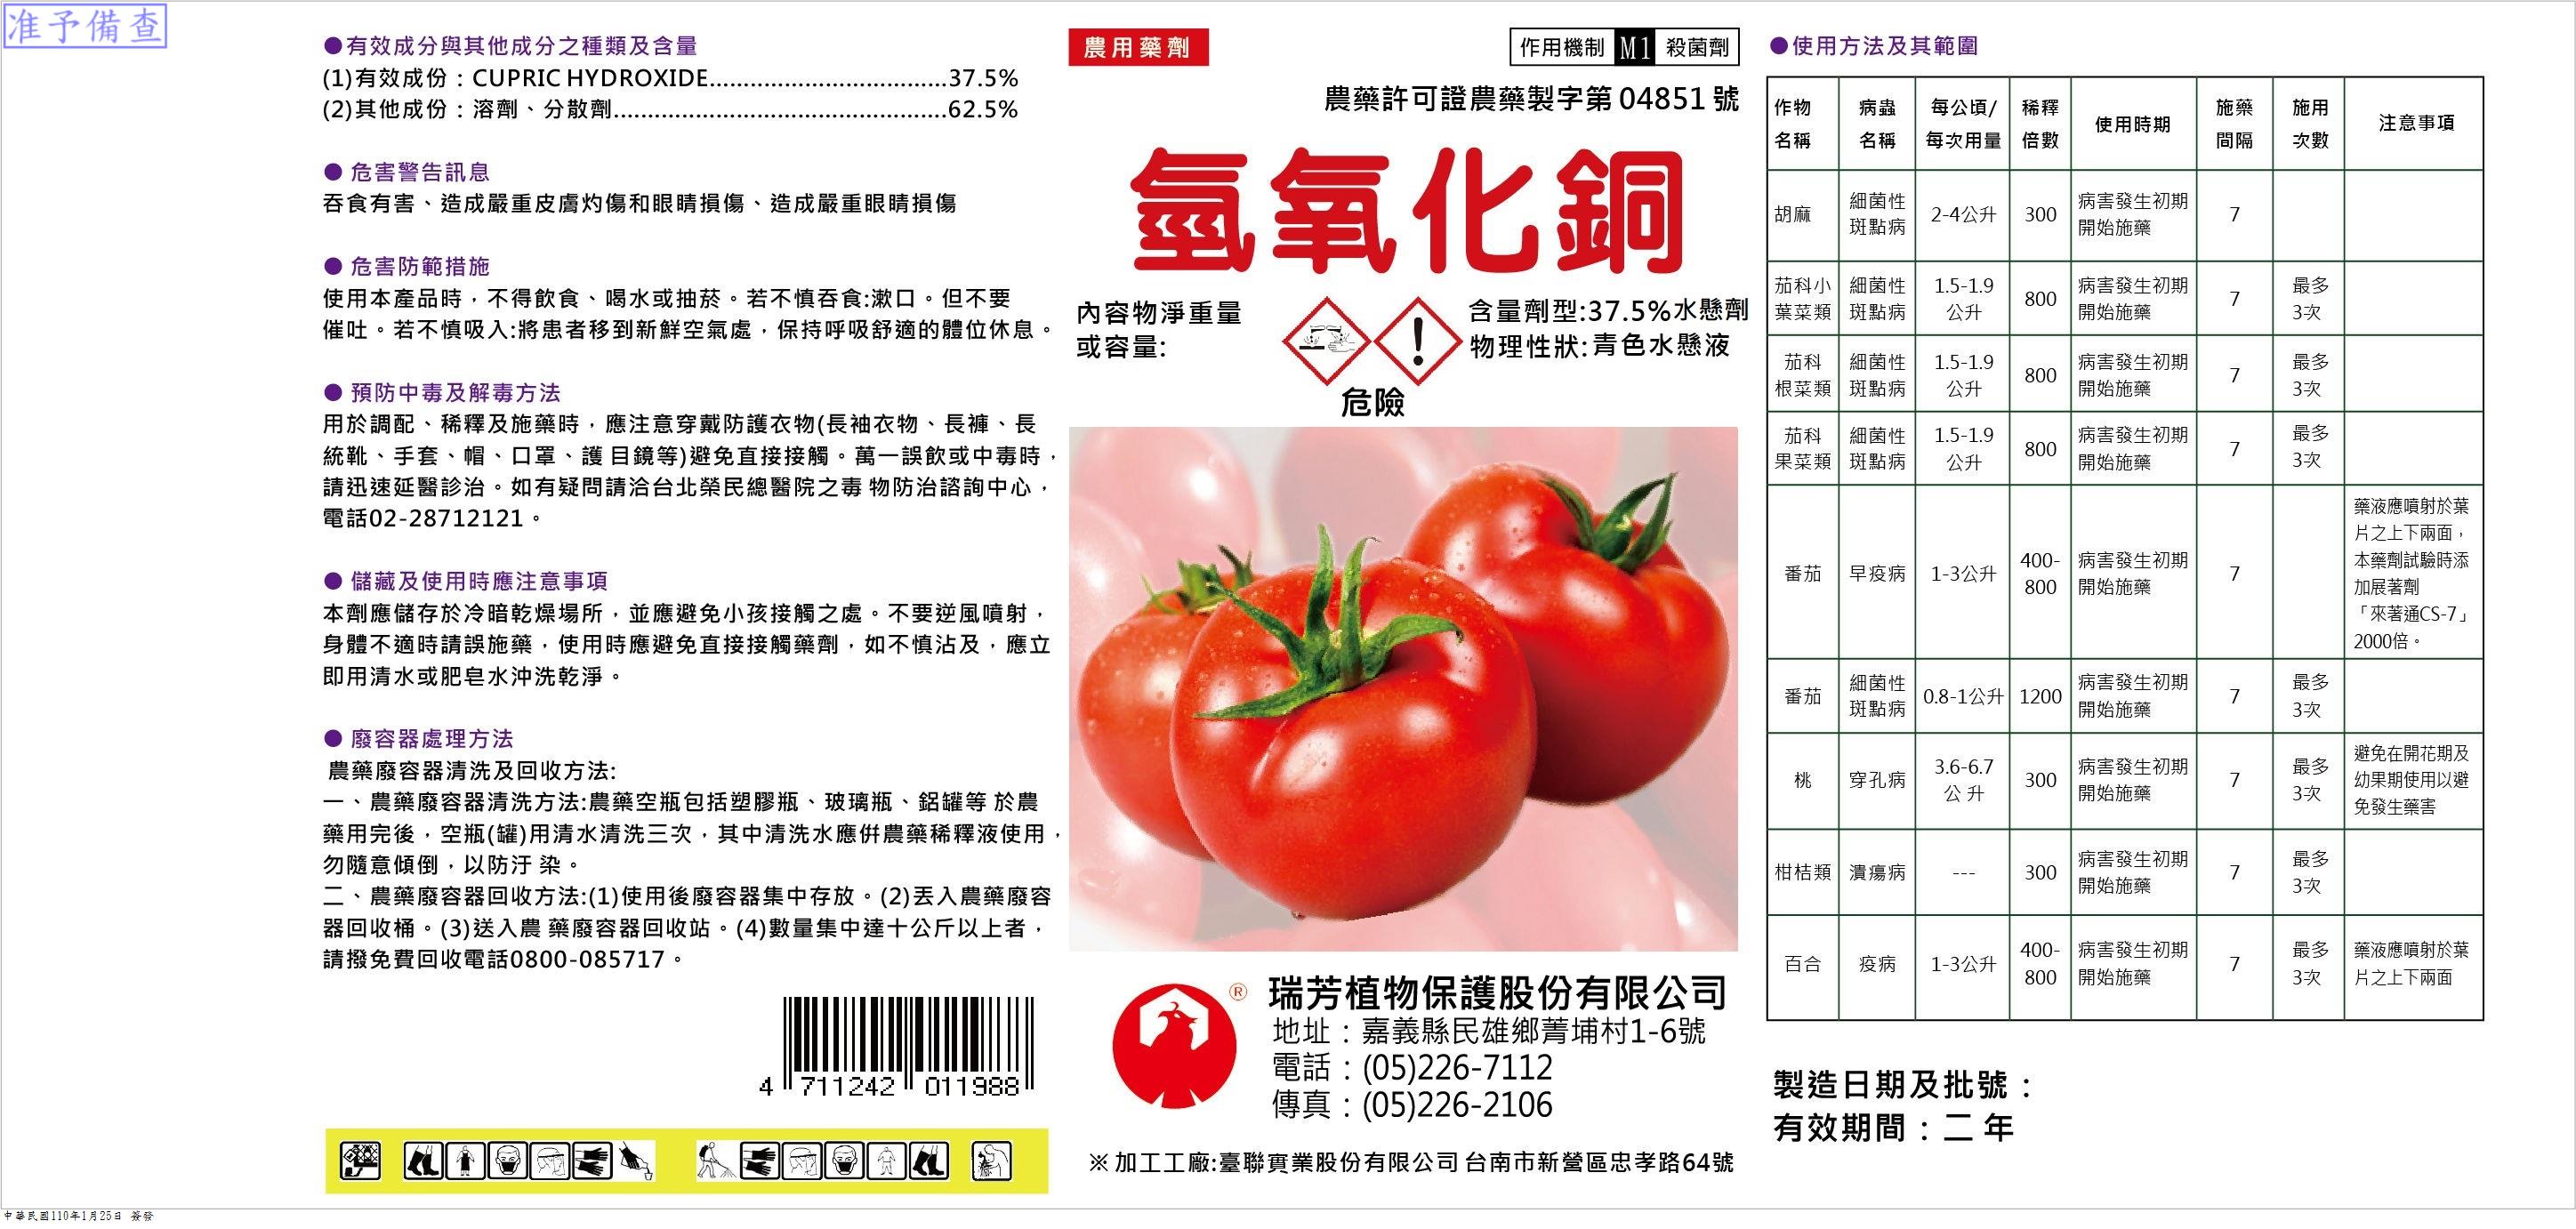 准予備查
●有效成分與其他成分之種類及含量
(1)有效成份：CUPRIC HYDROXIDE...................................37.5%
(2)其他成份：溶劑、分散劑.................................................62.5%
● 危害警告訊息
吞食有害、造成嚴重皮膚灼傷和眼睛損傷、造成嚴重眼睛損傷
● 危害防範措施
使用本產品時，不得飲食、喝水或抽菸。若不慎吞食:漱口。但不要
催吐。若不慎吸入:將患者移到新鮮空氣處，保持呼吸舒適的體位休息。
● 預防中毒及解毒方法
用於調配、稀釋及施藥時，應注意穿戴防護衣物(長袖衣物、長褲、長
統靴、手套、帽、口罩、護 目鏡等)避免直接接觸。萬一誤飲或中毒時，
請迅速延醫診治。如有疑問請洽台北榮民總醫院之毒 物防治諮詢中心，
電話02-28712121。
● 儲藏及使用時應注意事項
本劑應儲存於冷暗乾燥場所，並應避免小孩接觸之處。不要逆風噴射，
身體不適時請誤施藥，使用時應避免直接接觸藥劑，如不慎沾及，應立
即用清水或肥皂水沖洗乾淨。
● 廢容器處理方法
農藥廢容器清洗及回收方法:
一、農藥廢容器清洗方法:農藥空瓶包括塑膠瓶、玻璃瓶、鋁罐等 於農
藥用完後，空瓶(罐)用清水清洗三次，其中清洗水應併農藥稀釋液使用，
勿隨意傾倒，以防汙 染。
二、農藥廢容器回收方法:(1)使用後廢容器集中存放。(2)丟入農藥廢容
器回收桶。(3)送入農 藥廢容器回收站。(4)數量集中達十公斤以上者，
請撥免費回收電話0800-085717。
4 711242 011988
農用藥劑
作用機制 M1 殺菌劑
農藥許可證農藥製字第 04851 號
氫氧化銅
內容物淨重量
或容量:
含量劑型:37.5%水懸劑
物理性狀:青色水懸液
危險
®
瑞芳植物保護股份有限公司
地址：嘉義縣民雄鄉菁埔村1-6號
電話：(05)226-7112
傳真：(05)226-2106
※ 加工工廠:臺聯實業股份有限公司 台南市新營區忠孝路64號
●使用方法及其範圍
作物名稱 病蟲名稱 每公頃/每次用量 稀釋倍數 使用時期 施藥間隔 施用次數 注意事項
胡麻 細菌性斑點病 2-4公升 300 病害發生初期開始施藥 7
茄科小葉菜類 細菌性斑點病 1.5-1.9公升 800 病害發生初期開始施藥 7 最多3次
茄科根菜類 細菌性斑點病 1.5-1.9公升 800 病害發生初期開始施藥 7 最多3次
茄科果菜類 細菌性斑點病 1.5-1.9公升 800 病害發生初期開始施藥 7 最多3次
番茄 早疫病 1-3公升 400-800 病害發生初期開始施藥 7 藥液應噴射於葉片之上下兩面，本藥劑試驗時添加展著劑「來著通CS-7」2000倍。
番茄 細菌性斑點病 0.8-1公升 1200 病害發生初期開始施藥 7 最多3次
桃 穿孔病 3.6-6.7公 升 300 病害發生初期開始施藥 7 最多3次 避免在開花期及幼果期使用以避免發生藥害
柑桔類 潰瘍病 --- 300 病害發生初期開始施藥 7 最多3次
百合 疫病 1-3公升 400-800 病害發生初期開始施藥 7 最多3次 藥液應噴射於葉片之上下兩面
製造日期及批號：
有效期間：二 年
中華民國110年1月25日 簽發